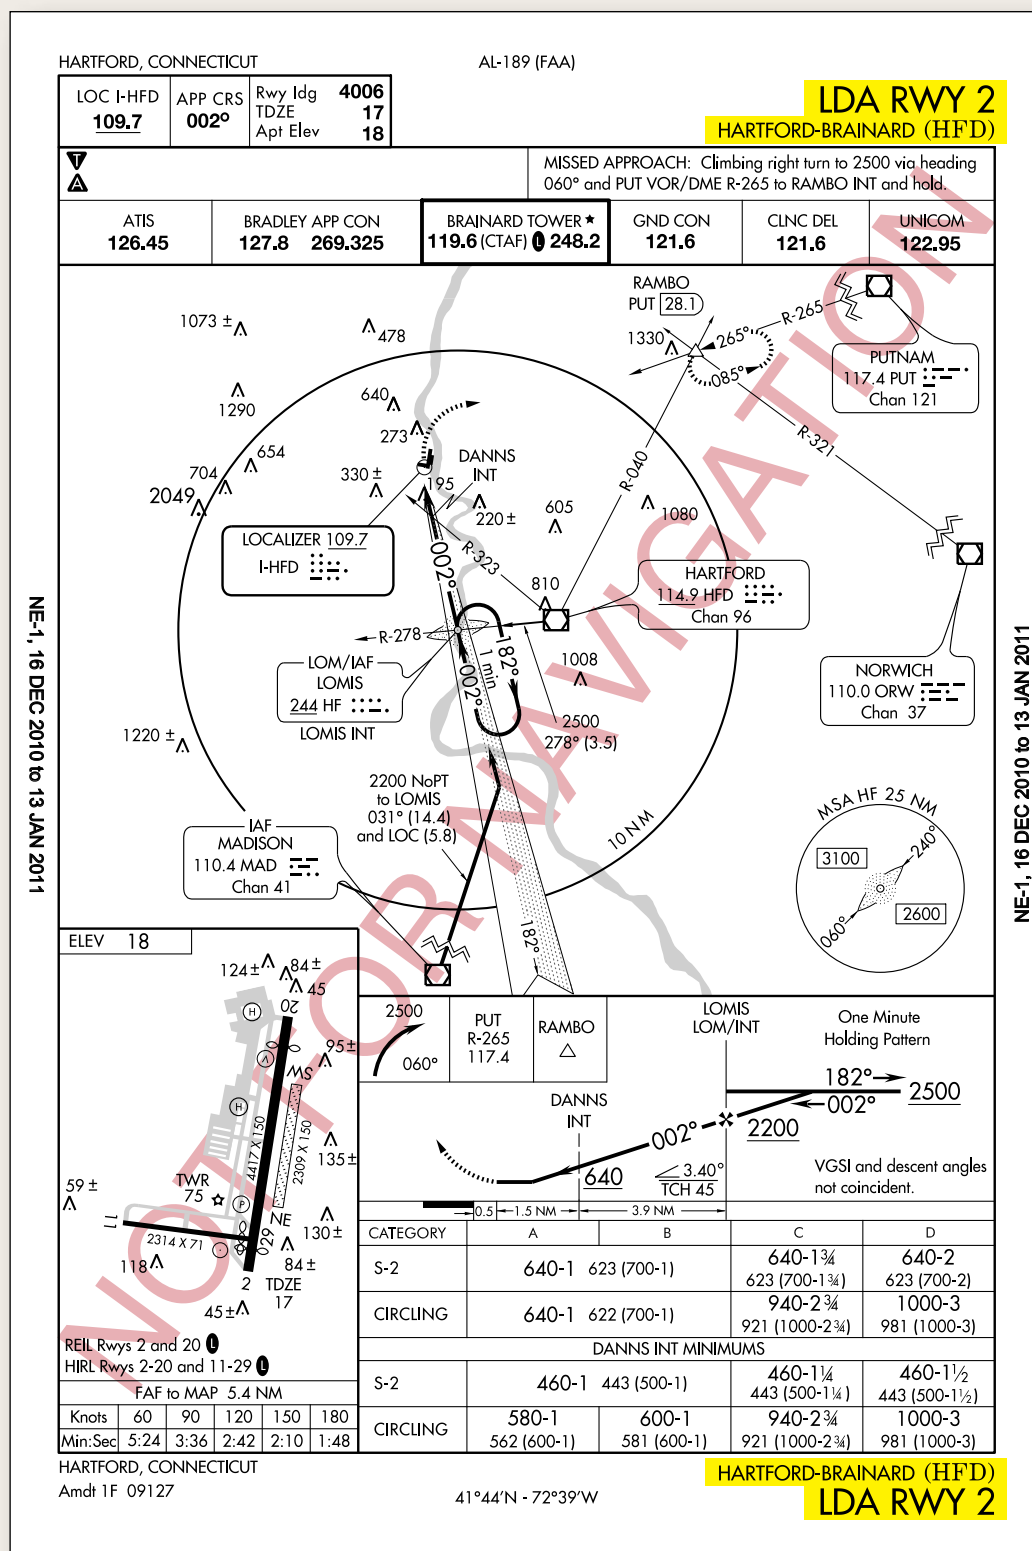 HARTFORD, CONNECTICUT
AL-189 (FAA)
LOC I-HFD
109.7
APP CRS
002°
Rwy ldg 4006
TDZE 17
Apt Elev 18
LDA RWY 2
HARTFORD-BRAINARD (HFD)
T
A
MISSED APPROACH: Climbing right turn to 2500 via heading
060° and PUT VOR/DME R-265 to RAMBO INT and hold.
ATIS
126.45
BRADLEY APP CON
127.8 269.325
BRAINARD TOWER ★
119.6 (CTAF) L 248.2
GND CON
121.6
CLNC DEL
121.6
UNICOM
122.95
NOT FOR NAVIGATION
NE-1, 16 DEC 2010 to 13 JAN 2011
NE-1, 16 DEC 2010 to 13 JAN 2011
RAMBO
PUT 28.1
1330
265°
085°
R-265
PUTNAM
117.4 PUT
Chan 121
R-321
R-040
1073 ±
478
1290
640
273
654
704
2049
330 ±
195
DANNS
INT
220 ±
605
1080
LOCALIZER 109.7
I-HFD
002°
R-323
810
HARTFORD
114.9 HFD
Chan 96
R-278
182°
1 min
002°
LOM/IAF
LOMIS
244 HF
LOMIS INT
1008
2500
278° (3.5)
NORWICH
110.0 ORW
Chan 37
1220 ±
2200 NoPT
to LOMIS
031° (14.4)
and LOC (5.8)
10 NM
IAF
MADISON
110.4 MAD
Chan 41
182°
MSA HF 25 NM
3100
240°
2600
060°
ELEV 18
124 ±
84 ±
45
20
H
V
95 ±
SW
H
4417 X 150
2309 X 150
135 ±
TWR
75
P
59 ±
11
2314 X 71
NE
029
130 ±
118
84 ±
2
TDZE
17
45 ±
REIL Rwys 2 and 20 L
HIRL Rwys 2-20 and 11-29 L
FAF to MAP 5.4 NM
Knots 60 90 120 150 180
Min:Sec 5:24 3:36 2:42 2:10 1:48
2500
060°
PUT
R-265
117.4
RAMBO
LOMIS
LOM/INT
One Minute
Holding Pattern
182°
002°
2500
2200
DANNS
INT
002°
640
3.40°
TCH 45
VGSI and descent angles
not coincident.
0.5 1.5 NM 3.9 NM
CATEGORY A B C D
S-2 640-1 623 (700-1) 640-1¾ 623 (700-1¾) 640-2 623 (700-2)
CIRCLING 640-1 622 (700-1) 940-2¾ 921 (1000-2¾) 1000-3 981 (1000-3)
DANNS INT MINIMUMS
S-2 460-1 443 (500-1) 460-1¼ 443 (500-1¼) 460-1½ 443 (500-1½)
CIRCLING 580-1 562 (600-1) 600-1 581 (600-1) 940-2¾ 921 (1000-2¾) 1000-3 981 (1000-3)
HARTFORD, CONNECTICUT
Amdt 1F 09127
41°44'N - 72°39'W
HARTFORD-BRAINARD (HFD)
LDA RWY 2